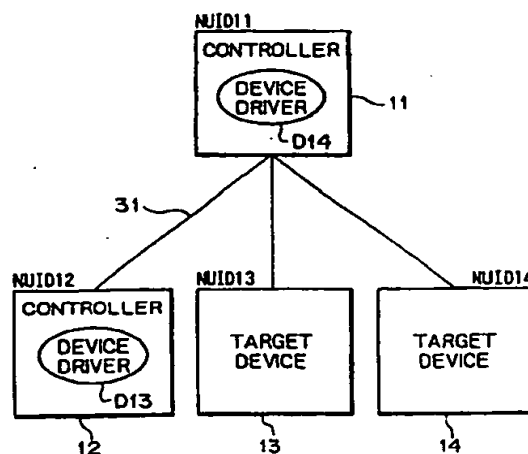 NUID11
CONTROLLER
DEVICE
DRIVER
D14
11
31
NUID12
CONTROLLER
DEVICE
DRIVER
D13
12
NUID13
TARGET
DEVICE
13
NUID14
TARGET
DEVICE
14